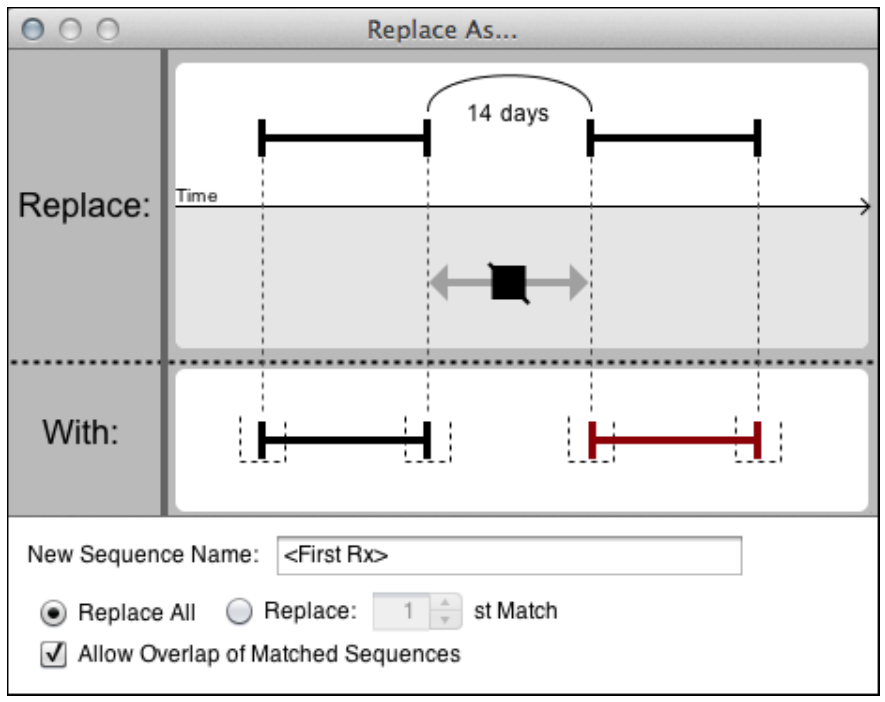 Replace As...
14 days
Time
Replace:
With:
New Sequence Name: <First Rx>
Replace All Replace: 1 st Match
Allow Overlap of Matched Sequences